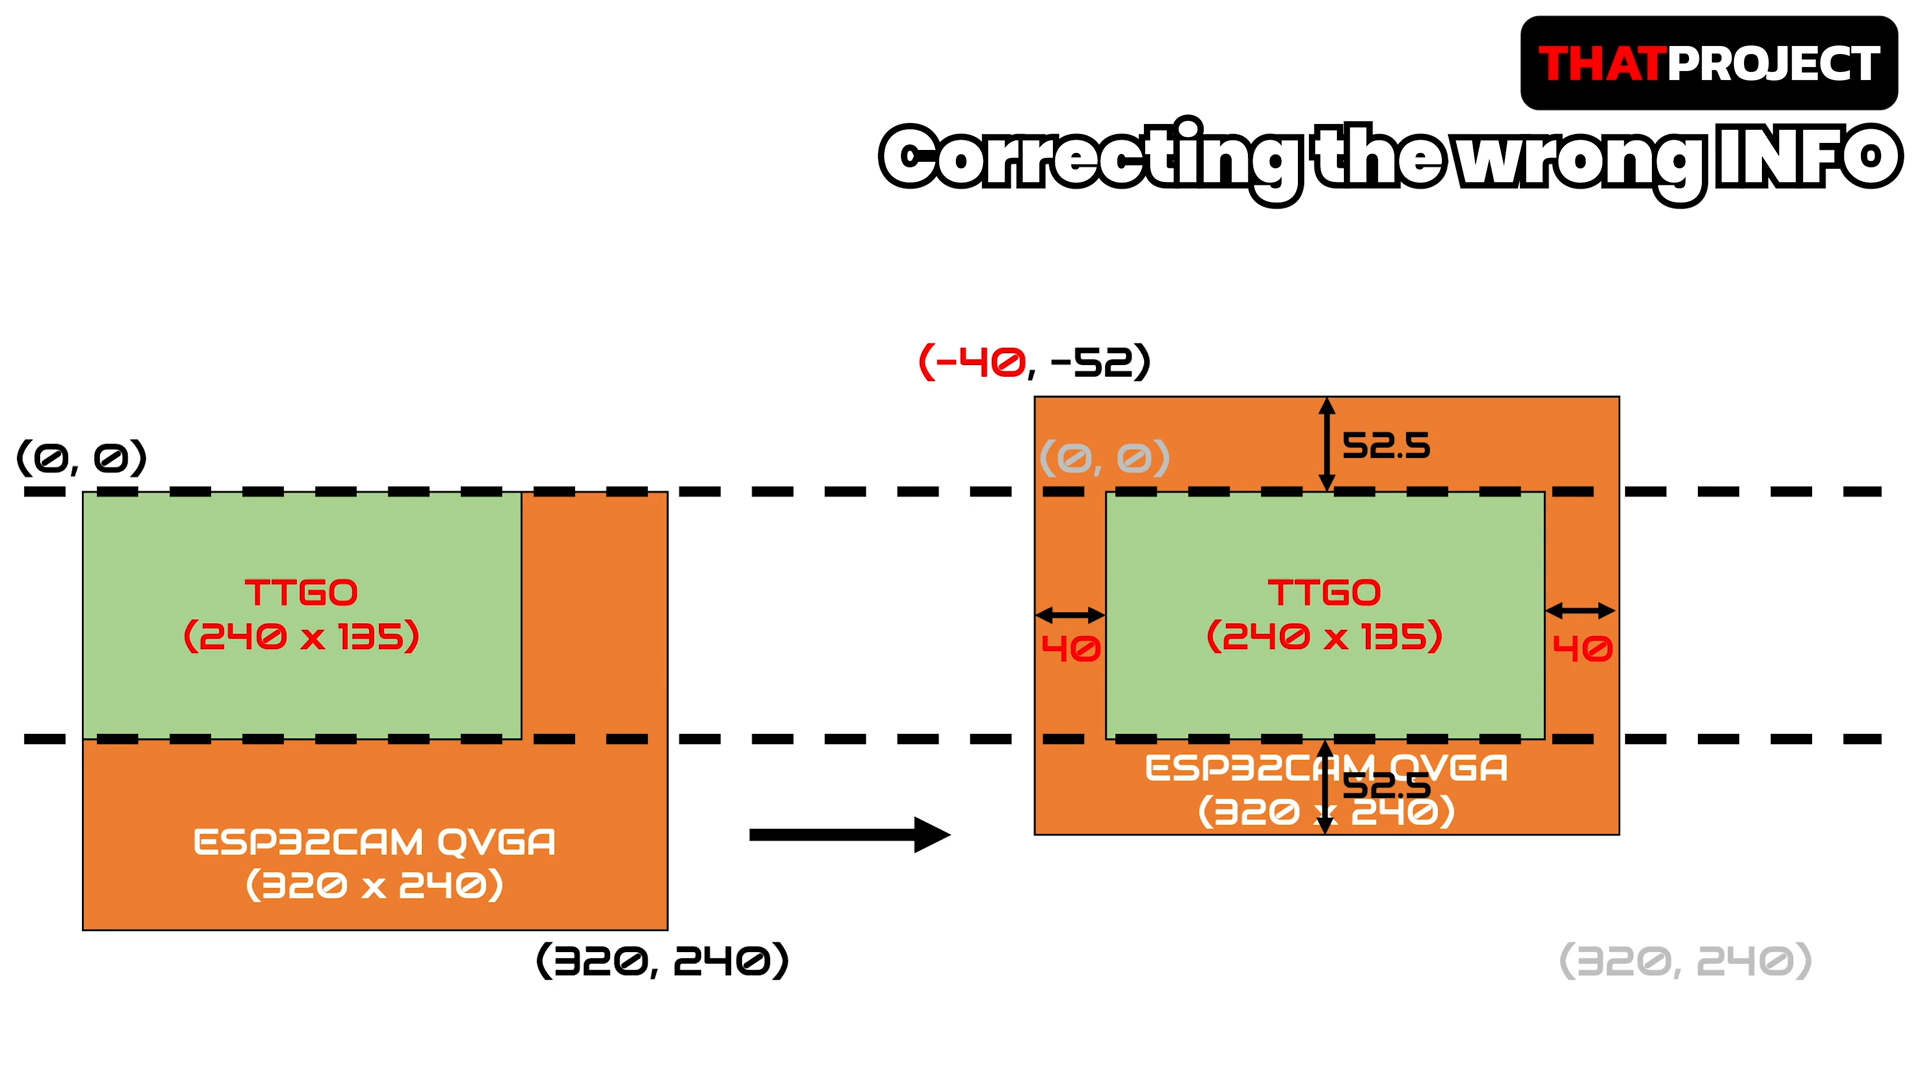 THATPROJECT
Correcting the wrong INFO
(0, 0)
TTGO
(240 x 135)
ESP32CAM QVGA
(320 x 240)
(320, 240)
(-40, -52)
(0, 0)
52.5
TTGO
(240 x 135)
40
40
ESP32CAM QVGA
52.5
(320 x 240)
(320, 240)